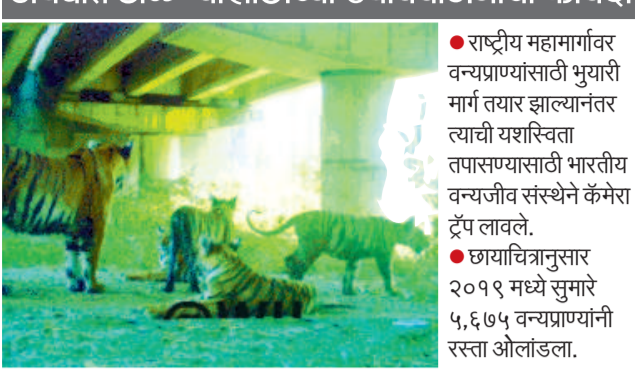 ● राष्ट्रीय महामार्गावर
वन्यप्राण्यांसाठी भुयारी
मार्ग तयार झाल्यानंतर
त्याची यशस्विता
तपासण्यासाठी भारतीय
वन्यजीव संस्थेने कॅमेरा
ट्रॅप लावले.
● छायाचित्रानुसार
२०१९ मध्ये सुमारे
५,६७५ वन्यप्राण्यांनी
रस्ता ओलांडला.